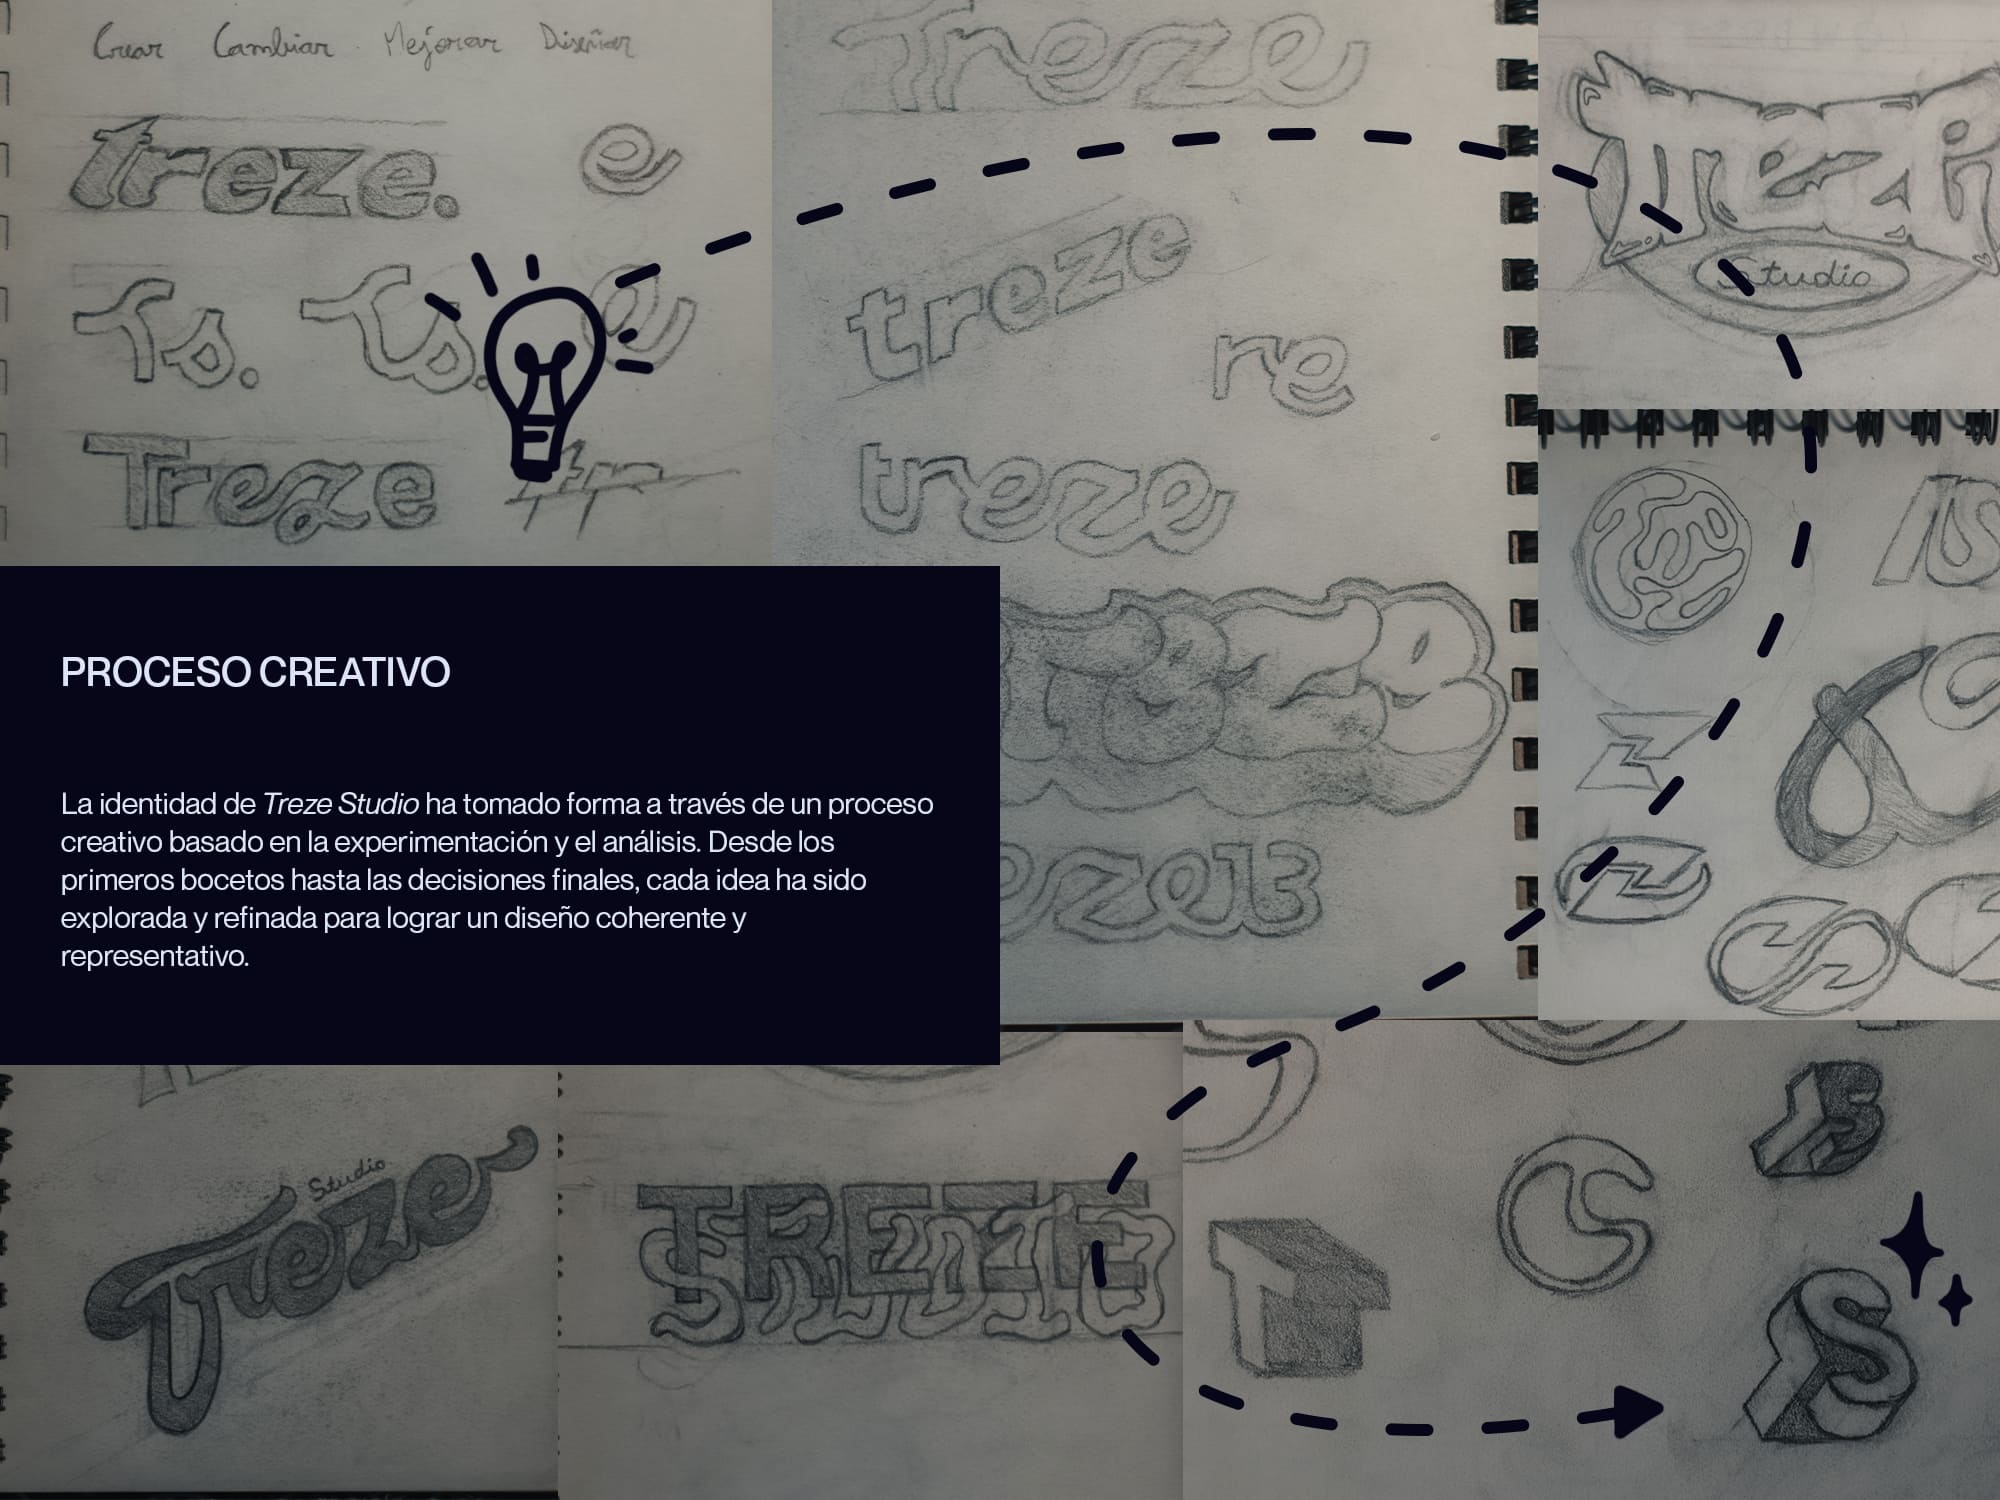 Crear Cambiar Mejorar Diseñar
treze.
e
Ts. Ts. e
Treze
Treze
treze
re
treze
treze
Treze
Studio
PROCESO CREATIVO
La identidad de Treze Studio ha tomado forma a través de un proceso
creativo basado en la experimentación y el análisis. Desde los
primeros bocetos hasta las decisiones finales, cada idea ha sido
explorada y refinada para lograr un diseño coherente y
representativo.
Studio
Treze
TREZE
STUDIO
T
TS
TS